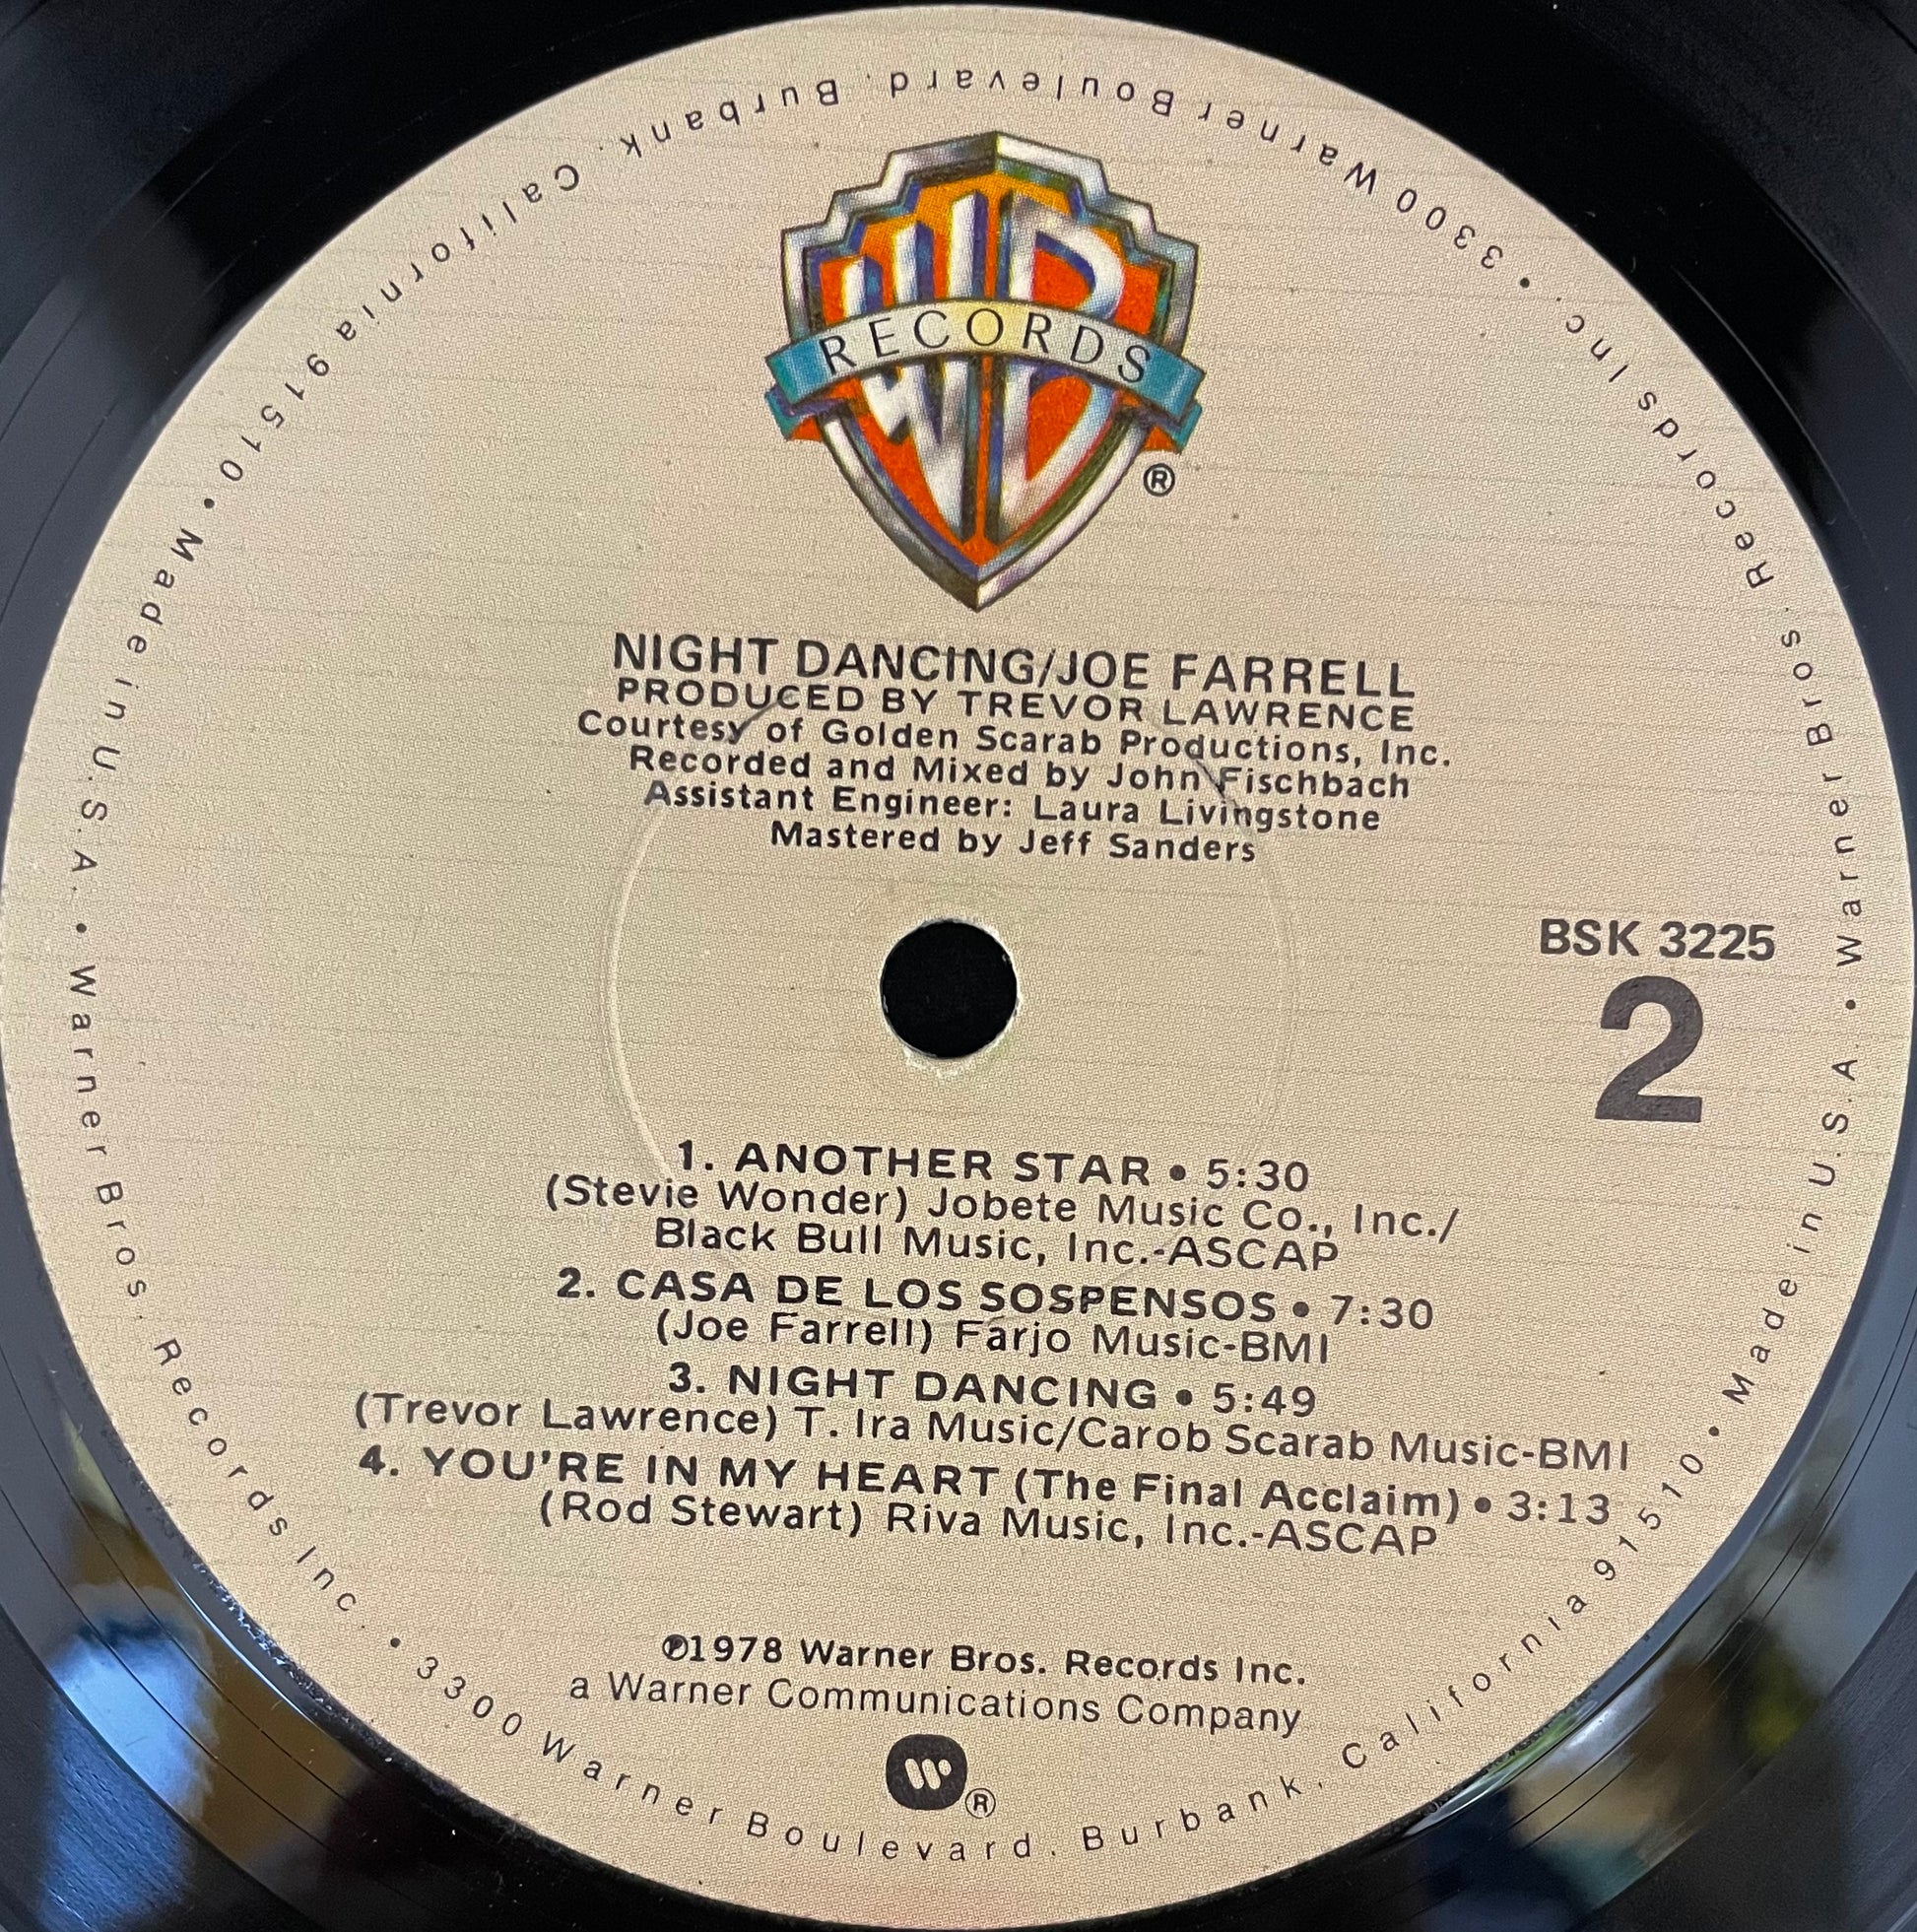 WB
RECORDS
®
NIGHT DANCING/JOE FARRELL
PRODUCED BY TREVOR LAWRENCE
Courtesy of Golden Scarab Productions, Inc.
Recorded and Mixed by John Fischbach
Assistant Engineer: Laura Livingstone
Mastered by Jeff Sanders
BSK 3225
2
1. ANOTHER STAR • 5:30
(Stevie Wonder) Jobete Music Co., Inc./
Black Bull Music, Inc.-ASCAP
2. CASA DE LOS SOSPENSOS • 7:30
(Joe Farrell) Farjo Music-BMI
3. NIGHT DANCING • 5:49
(Trevor Lawrence) T. Ira Music/Carob Scarab Music-BMI
4. YOU'RE IN MY HEART (The Final Acclaim) • 3:13
(Rod Stewart) Riva Music, Inc.-ASCAP
℗1978 Warner Bros. Records Inc.
a Warner Communications Company
W ®
Warner Bros. Records Inc. • 3300 Warner Boulevard. Burbank. California 91510 • Made in U.S.A. •
Warner Bros. Records Inc. • 3300 Warner Boulevard. Burbank. California 91510 • Made in U.S.A. •